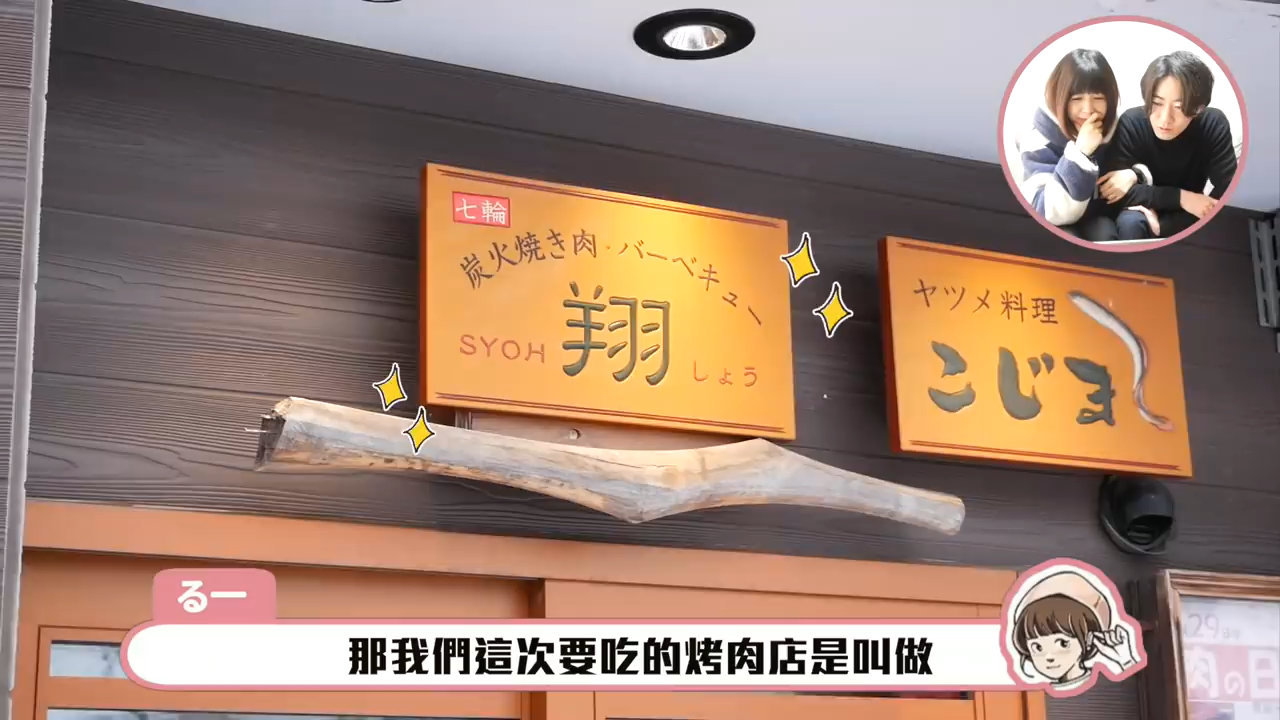 七輪
炭火焼き肉・バーベキュー
翔
SYOH
しょう
ヤツメ料理
こじま
る一
那我們這次要吃的烤肉店是叫做
29
肉の日